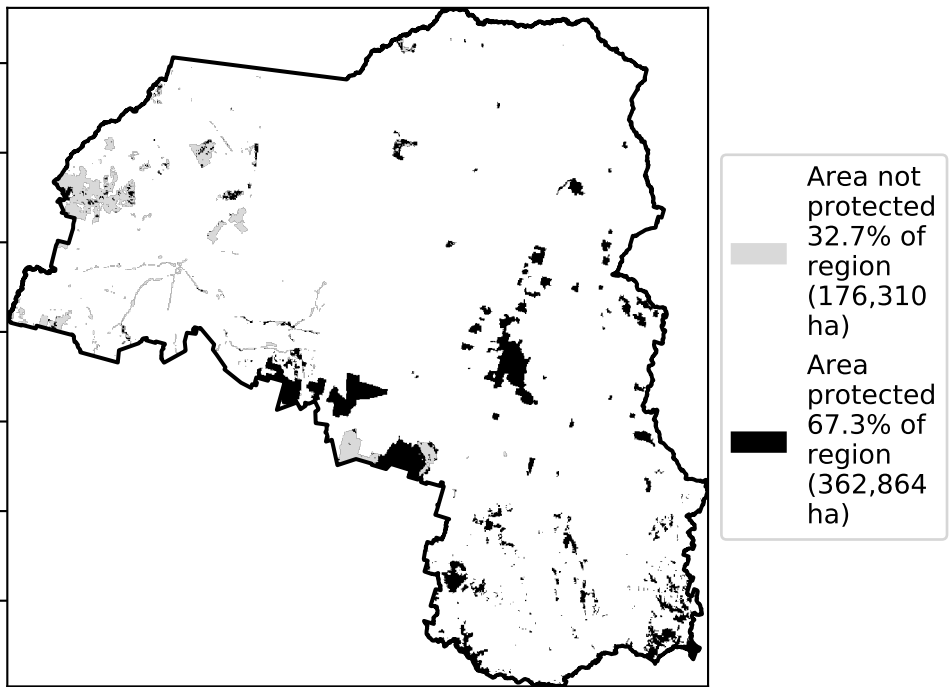 Area not
protected
32.7% of
region
(176,310
ha)
Area
protected
67.3% of
region
(362,864
ha)